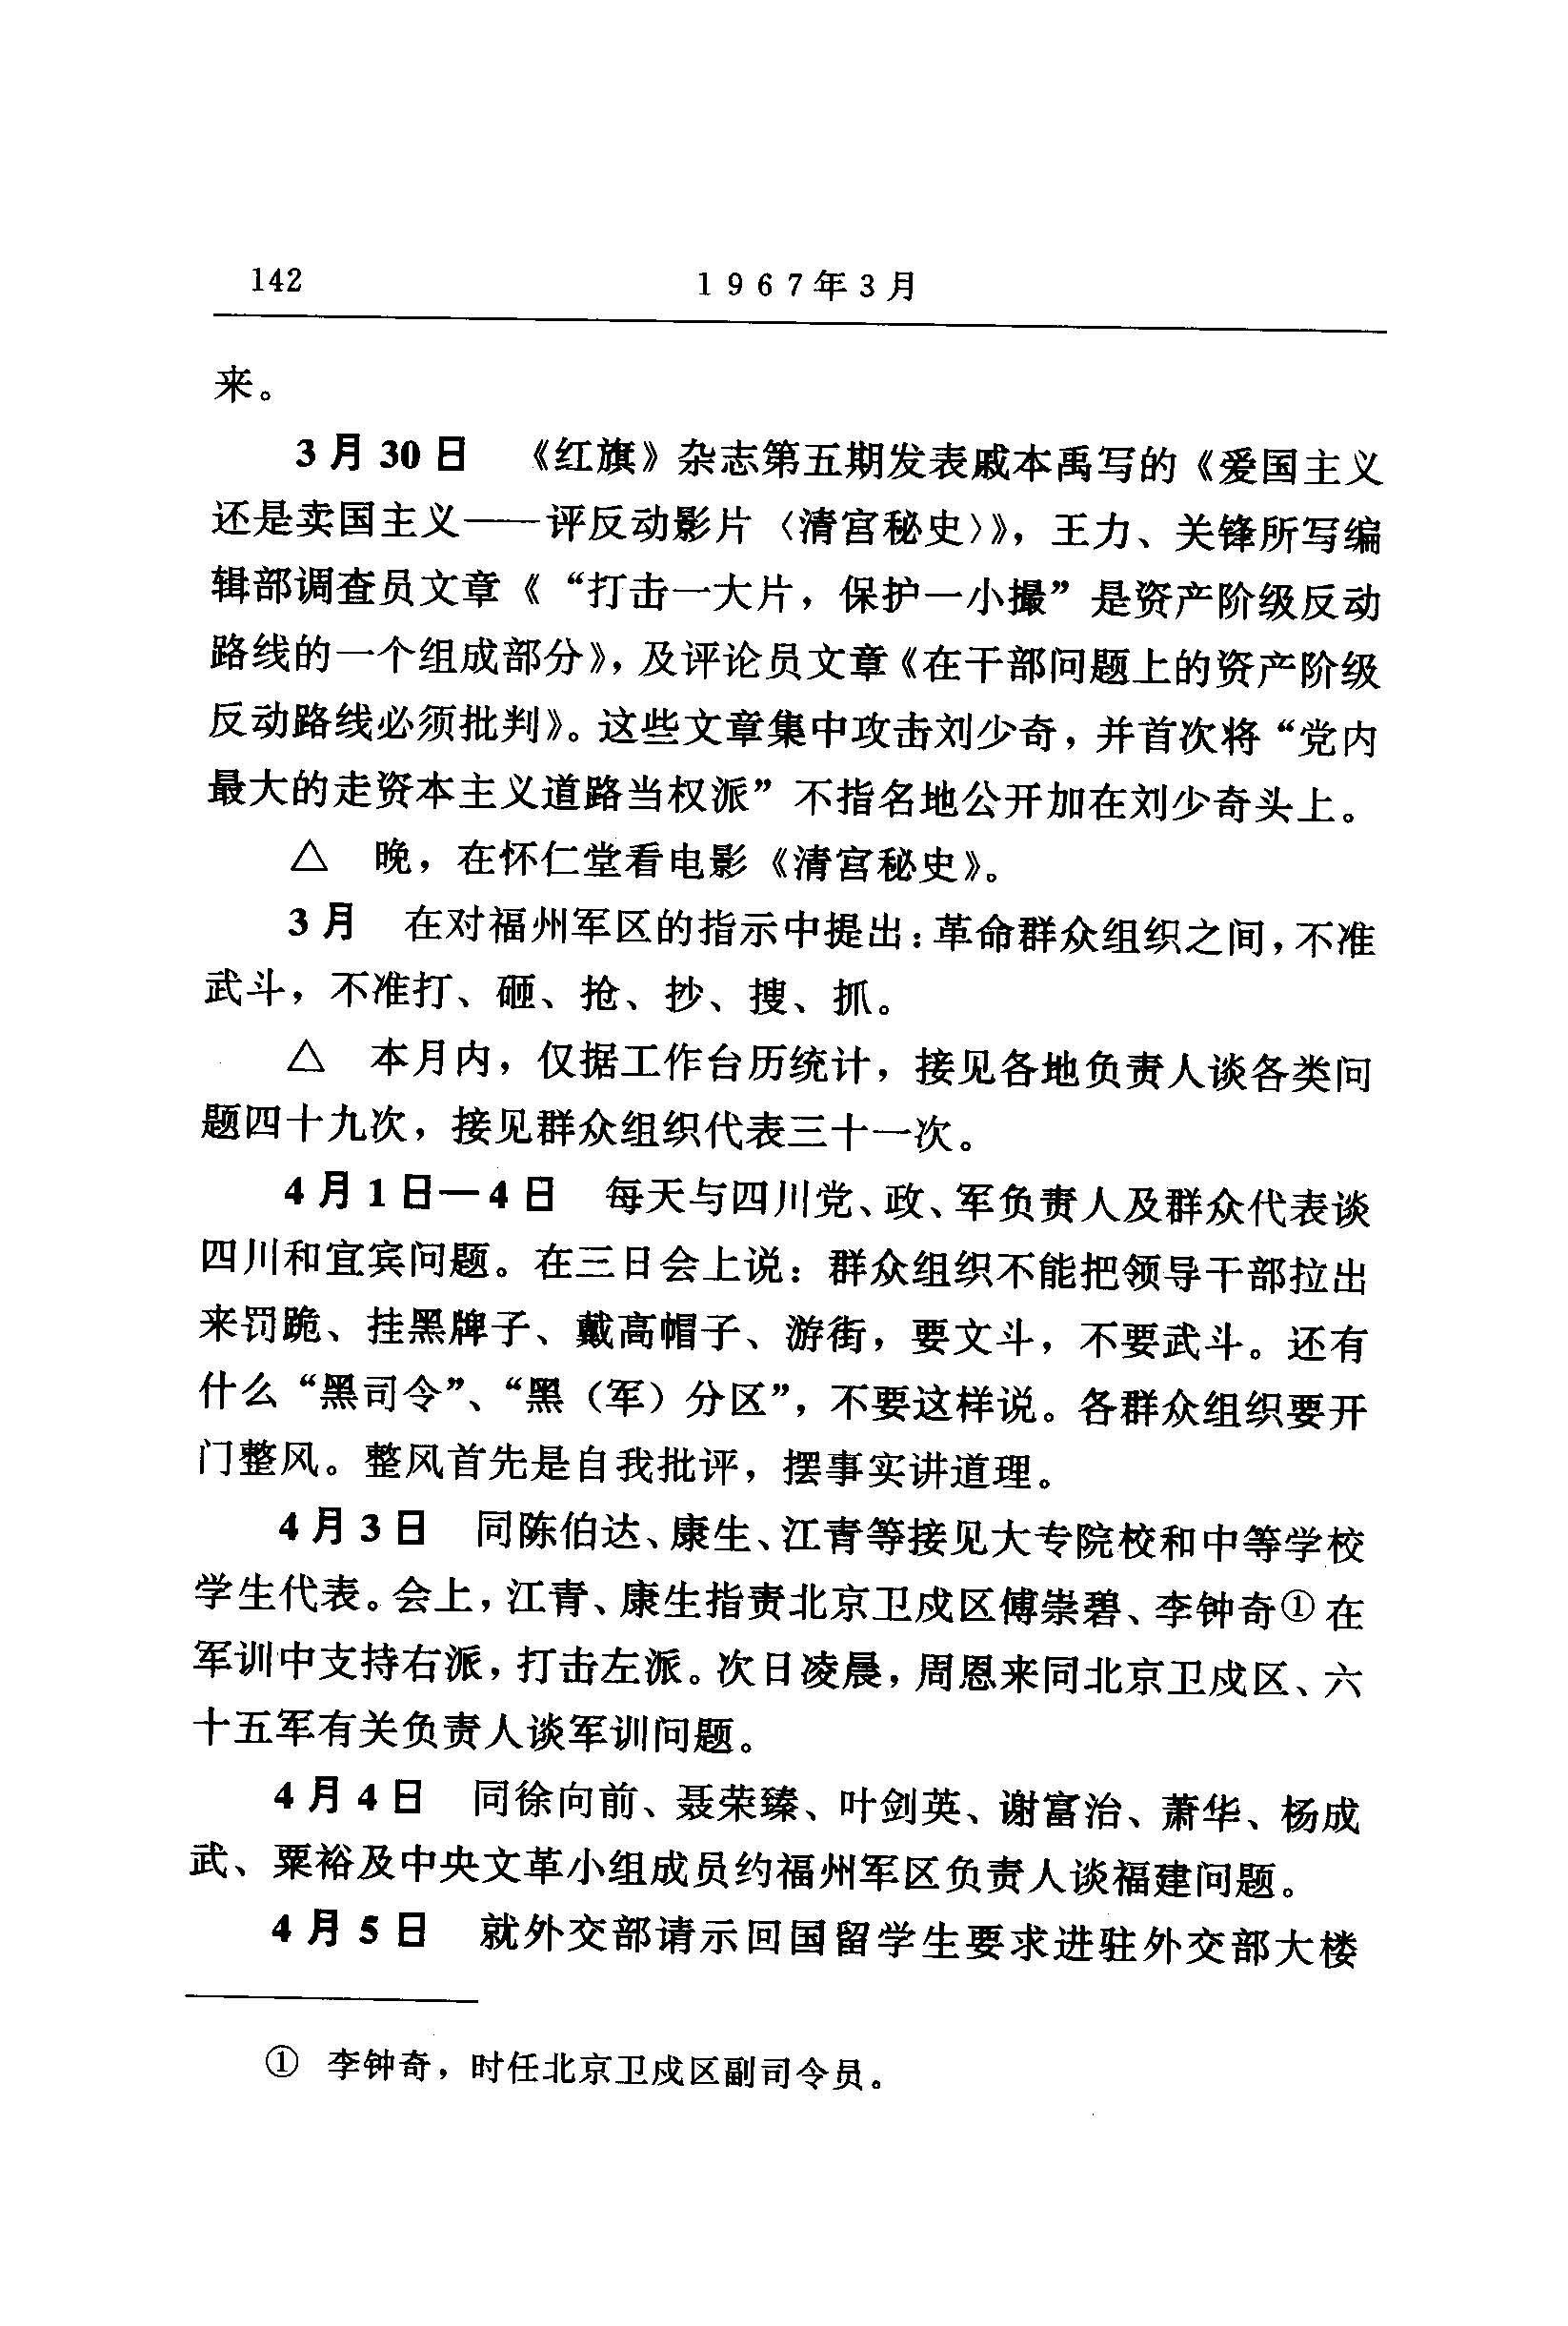 142
1967年3月
来。
3月30日 《红旗》杂志第五期发表戚本禹写的《爱国主义
还是卖国主义——评反动影片〈清宫秘史〉》，王力、关锋所写编
辑部调查员文章《“打击一大片，保护一小撮”是资产阶级反动
路线的一个组成部分》，及评论员文章《在干部问题上的资产阶级
反动路线必须批判》。这些文章集中攻击刘少奇，并首次将“党内
最大的走资本主义道路当权派”不指名地公开加在刘少奇头上。
△ 晚，在怀仁堂看电影《清宫秘史》。
3月 在对福州军区的指示中提出：革命群众组织之间，不准
武斗，不准打、砸、抢、抄、搜、抓。
△ 本月内，仅据工作台历统计，接见各地负责人谈各类问
题四十九次，接见群众组织代表三十一次。
4月1日—4日 每天与四川党、政、军负责人及群众代表谈
四川和宜宾问题。在三日会上说：群众组织不能把领导干部拉出
来罚跪、挂黑牌子、戴高帽子、游街，要文斗，不要武斗。还有
什么“黑司令”、“黑（军）分区”，不要这样说。各群众组织要开
门整风。整风首先是自我批评，摆事实讲道理。
4月3日 同陈伯达、康生、江青等接见大专院校和中等学校
学生代表。会上，江青、康生指责北京卫戍区傅崇碧、李钟奇①在
军训中支持右派，打击左派。次日凌晨，周恩来同北京卫戍区、六
十五军有关负责人谈军训问题。
4月4日 同徐向前、聂荣臻、叶剑英、谢富治、萧华、杨成
武、粟裕及中央文革小组成员约福州军区负责人谈福建问题。
4月5日 就外交部请示回国留学生要求进驻外交部大楼
① 李钟奇，时任北京卫戍区副司令员。